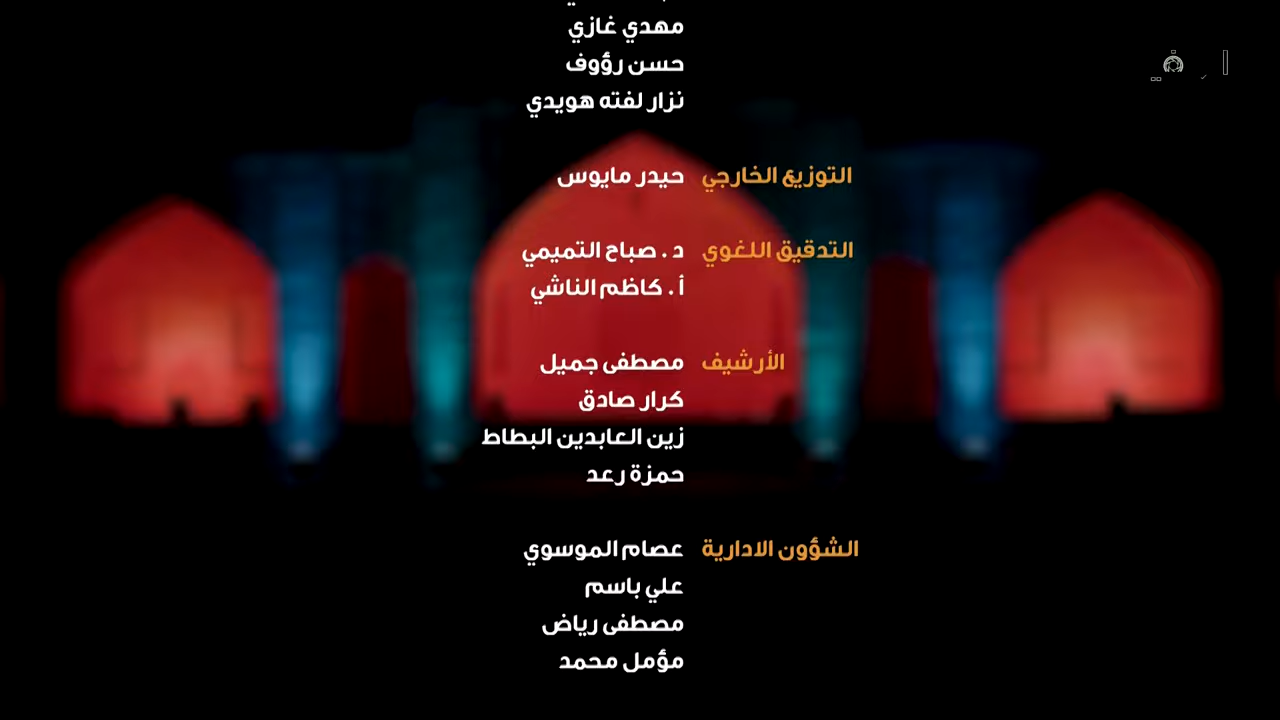 مهدي غازي
حسن رؤوف
نزار لفته هويدي
التوزيع الخارجي حيدر مايوس
التدقيق اللغوي د . صباح التميمي
أ . كاظم الناشي
الأرشيف مصطفى جميل
كرار صادق
زين العابدين البطاط
حمزة رعد
الشؤون الادارية عصام الموسوي
علي باسم
مصطفى رياض
مؤمل محمد